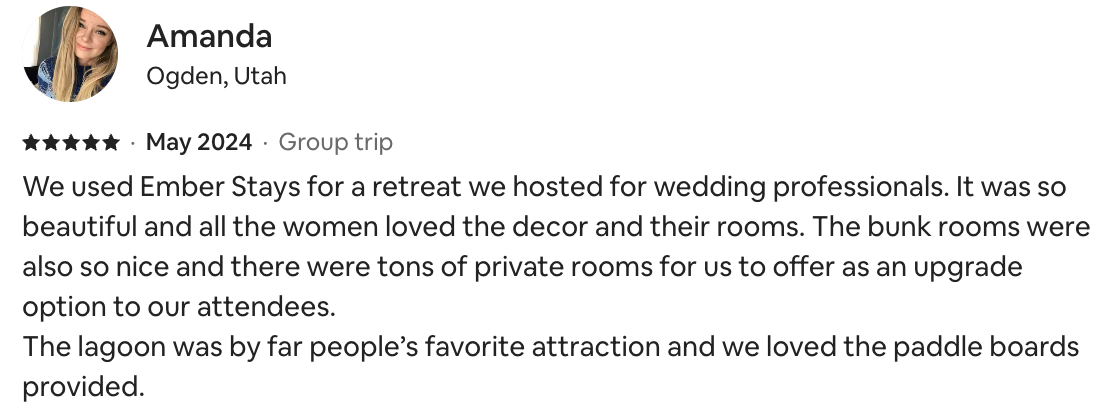 Amanda
Ogden, Utah
★★★★★ · May 2024 · Group trip
We used Ember Stays for a retreat we hosted for wedding professionals. It was so
beautiful and all the women loved the decor and their rooms. The bunk rooms were
also so nice and there were tons of private rooms for us to offer as an upgrade
option to our attendees.
The lagoon was by far people’s favorite attraction and we loved the paddle boards
provided.